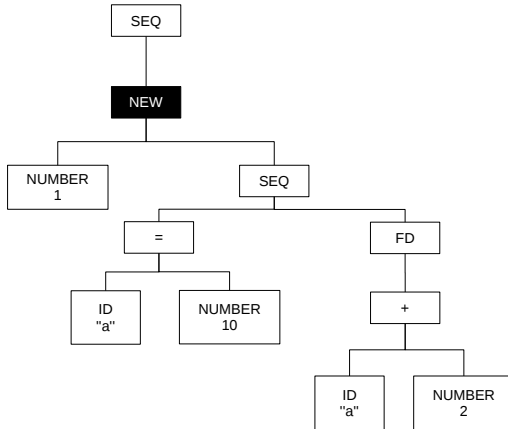 SEQ
NEW
NUMBER
1
SEQ
=
FD
ID
"a"
NUMBER
10
+
ID
"a"
NUMBER
2